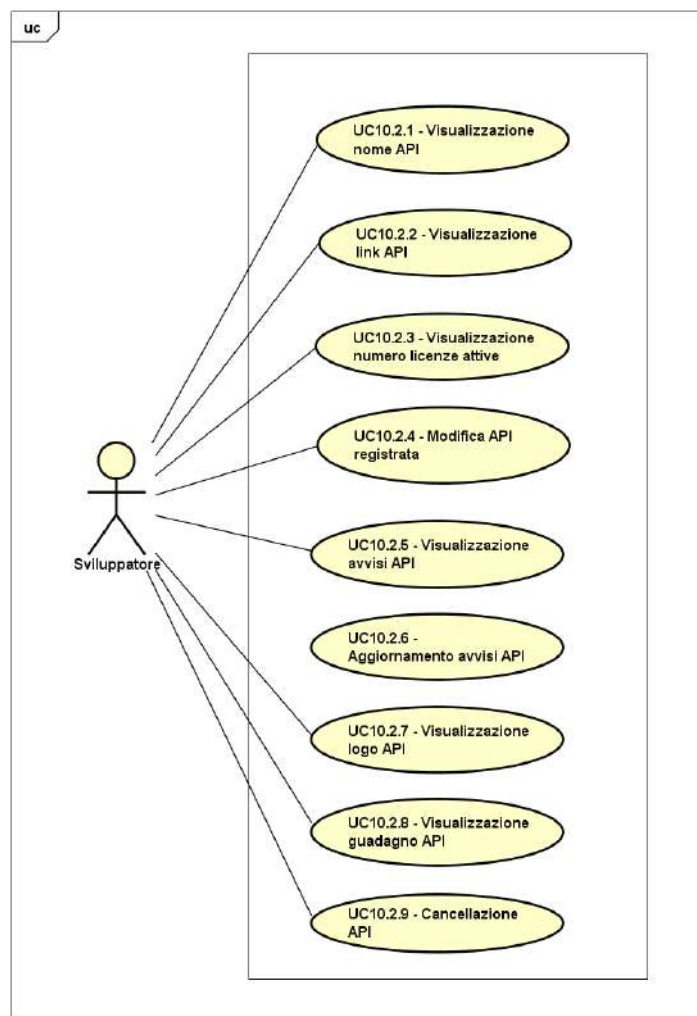 uc
UC10.2.1 - Visualizzazione
nome API
UC10.2.2 - Visualizzazione
link API
UC10.2.3 - Visualizzazione
numero licenze attive
UC10.2.4 - Modifica API
registrata
Sviluppatore
UC10.2.5 - Visualizzazione
avvisi API
UC10.2.6 -
Aggiornamento avvisi API
UC10.2.7 - Visualizzazione
logo API
UC10.2.8 - Visualizzazione
guadagno API
UC10.2.9 - Cancellazione
API